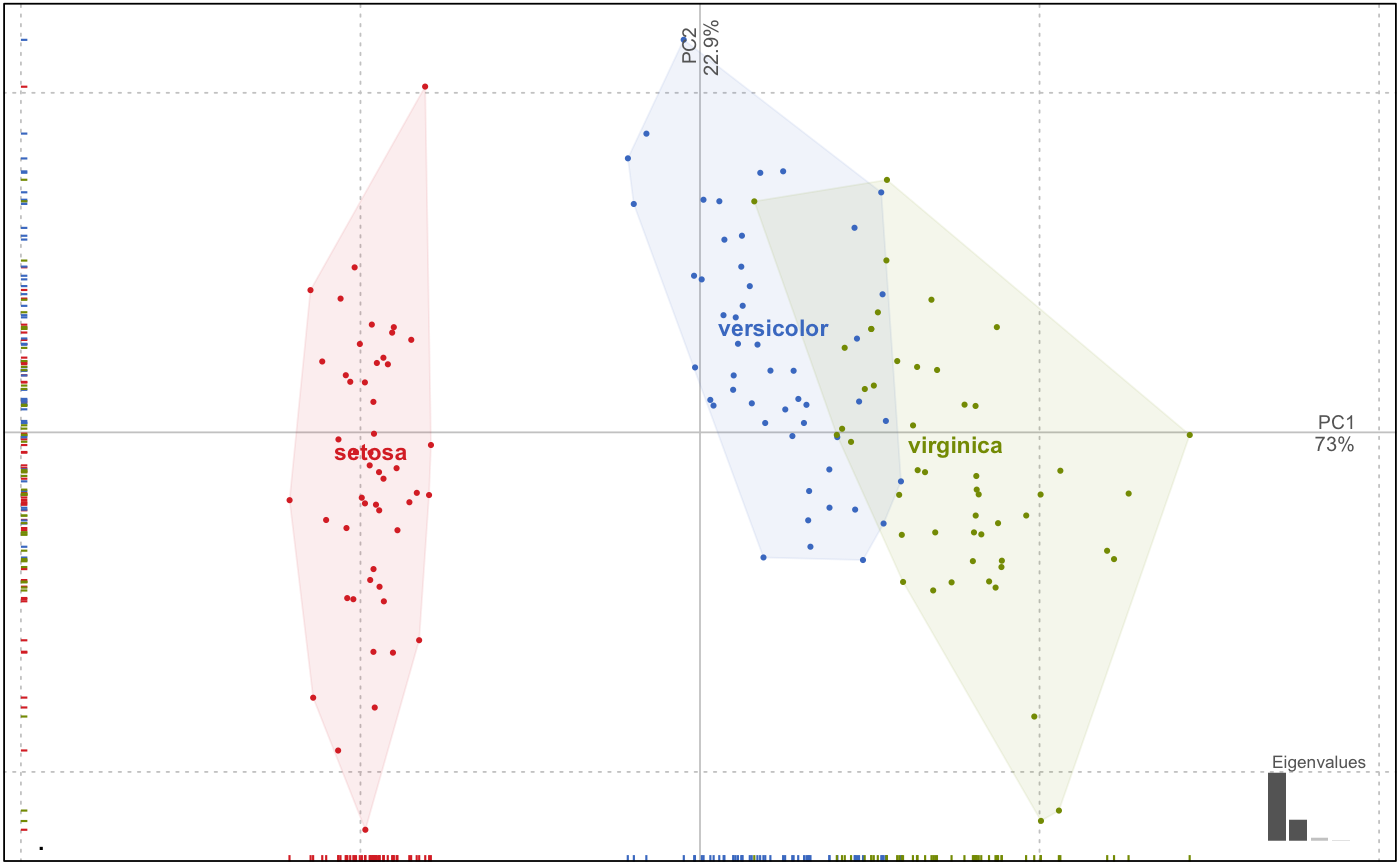 PC2
22.9%
versicolor
PC1
73%
setosa
virginica
Eigenvalues
.